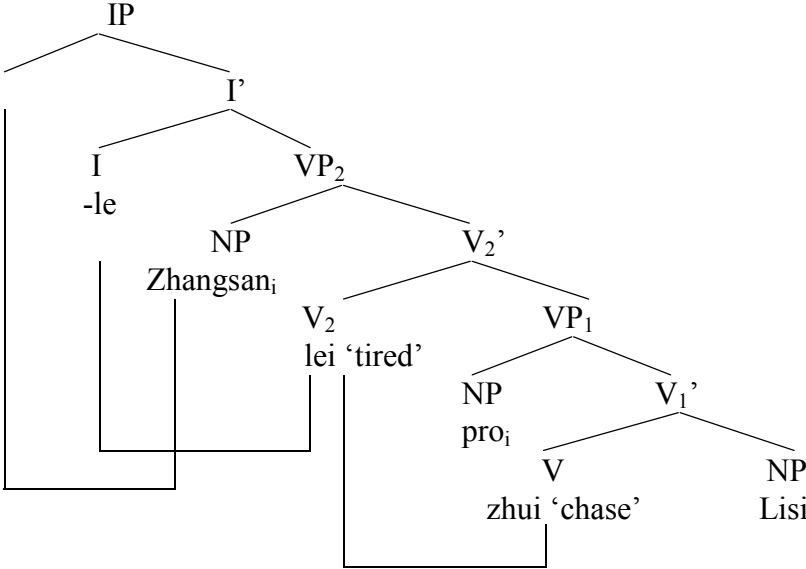 IP
I’
I VP₂
-le
NP V₂’
Zhangsanᵢ
V₂ VP₁
lei ‘tired’
NP V₁’
proᵢ
V NP
zhui ‘chase’ Lisi